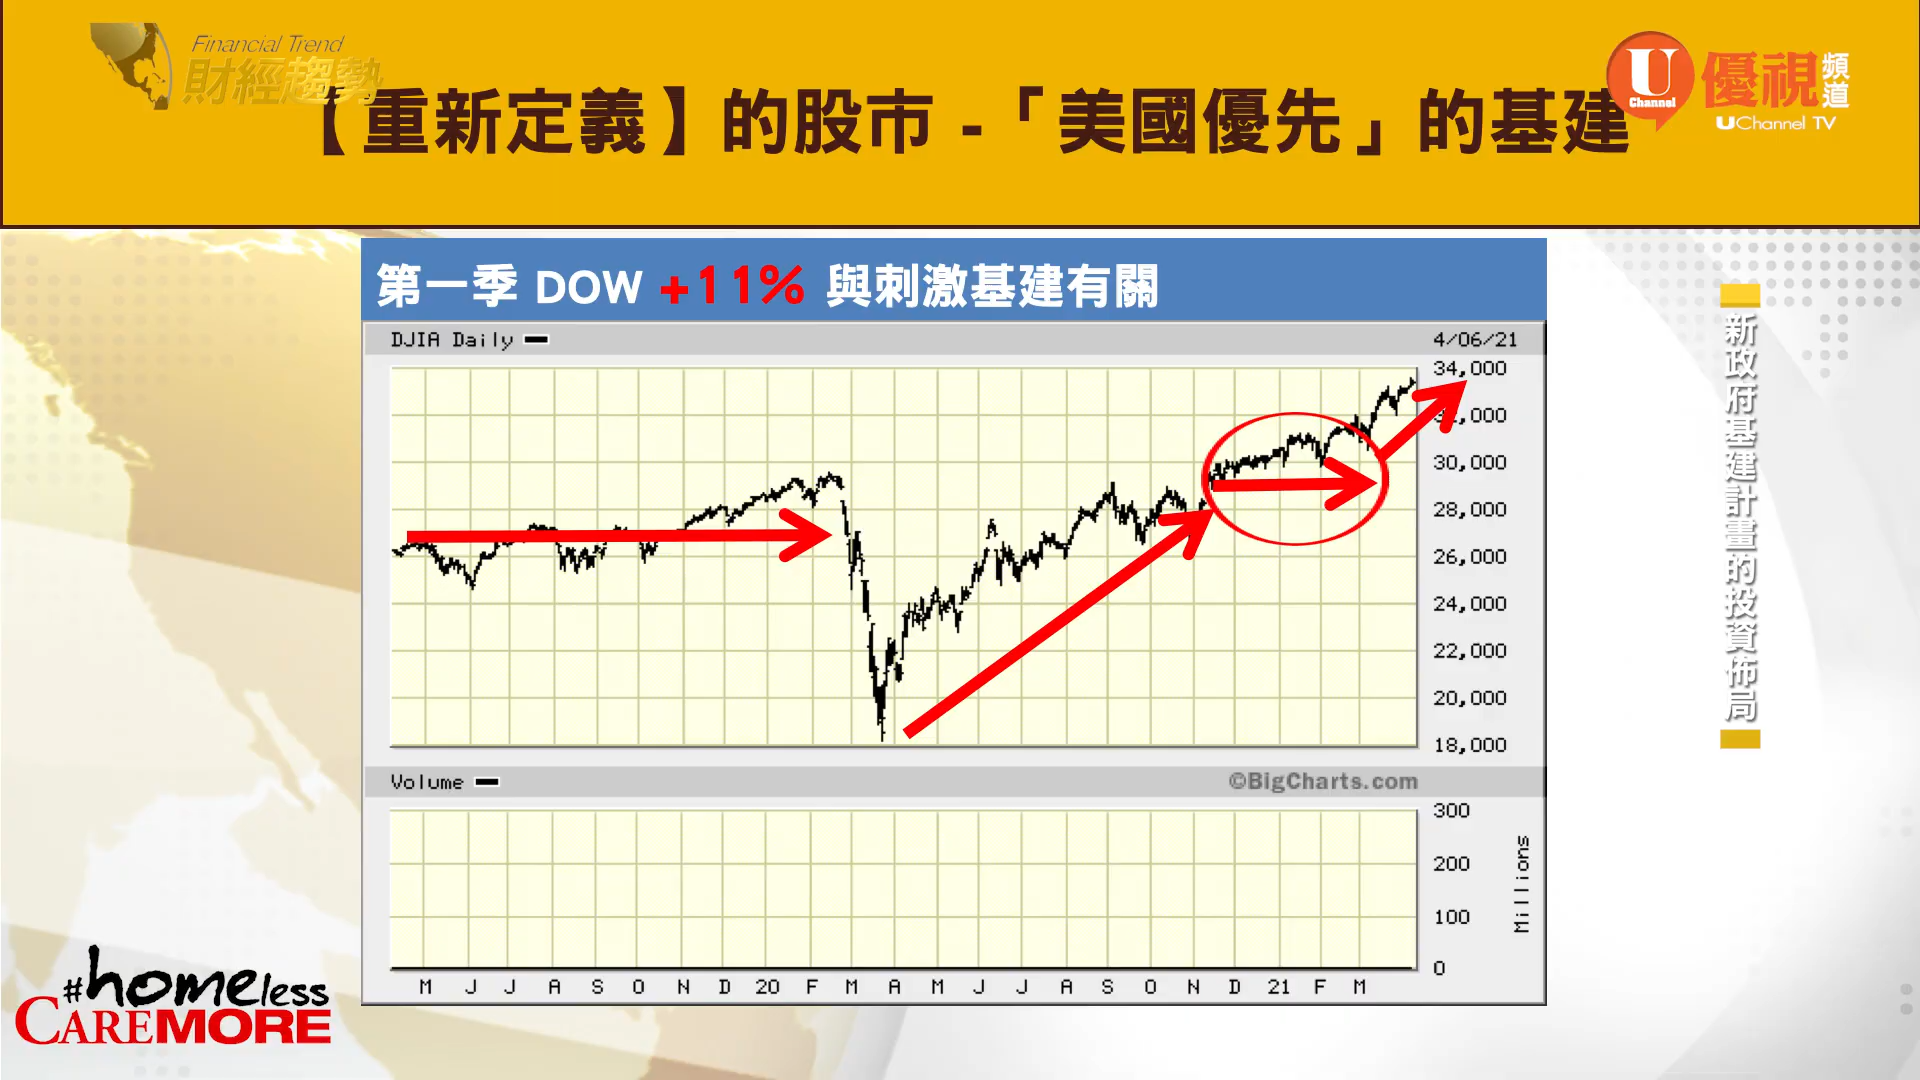 Financial Trend
財經趨勢
【重新定義】的股市 -「美國優先」的基建
U Channel
優視頻道
UChannel TV
第一季 DOW +11% 與刺激基建有關
DJIA Daily
4/06/21
34,000
32,000
30,000
28,000
26,000
24,000
22,000
20,000
18,000
Volume
©BigCharts.com
300
200
100
0
Millions
M J J A S O N D 20 F M A M J J A S O N D 21 F M
新政府基建計畫的投資佈局
#homeless
CAREMORE